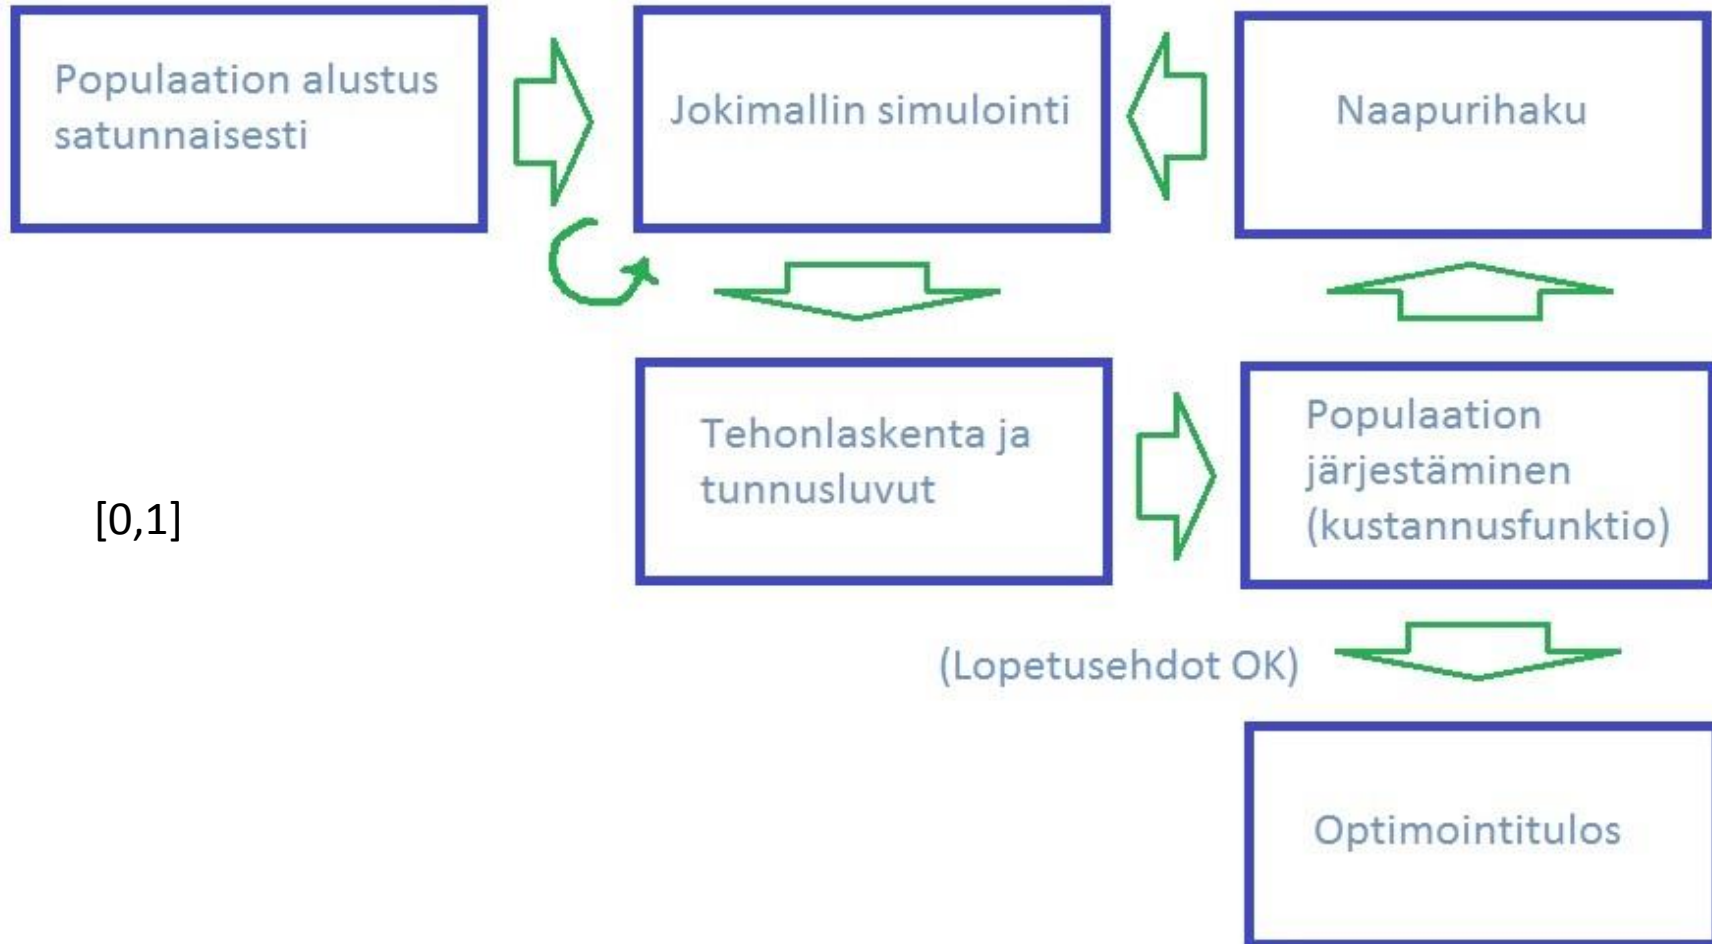 Populaation alustus
satunnaisesti
Jokimallin simulointi
Naapurihaku
Tehonlaskenta ja
tunnusluvut
Populaation
järjestäminen
(kustannusfunktio)
[0,1]
(Lopetusehdot OK)
Optimointitulos